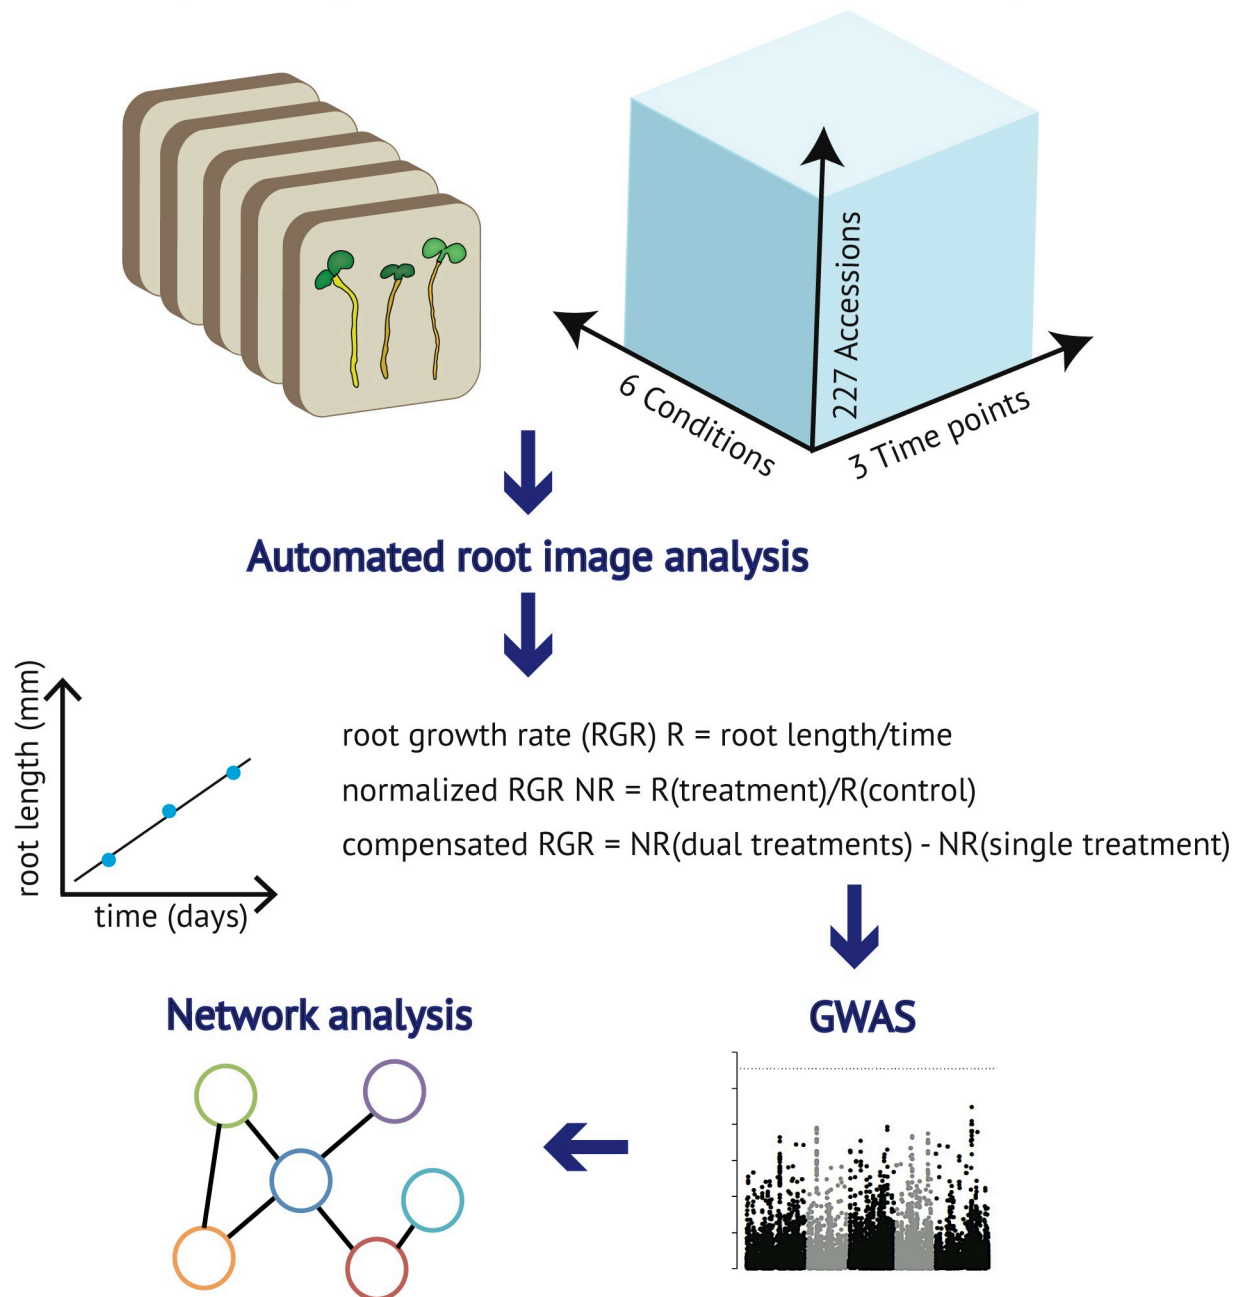 227 Accessions
6 Conditions
3 Time points
Automated root image analysis
root length (mm)
time (days)
root growth rate (RGR) R = root length/time
normalized RGR NR = R(treatment)/R(control)
compensated RGR = NR(dual treatments) - NR(single treatment)
Network analysis
GWAS